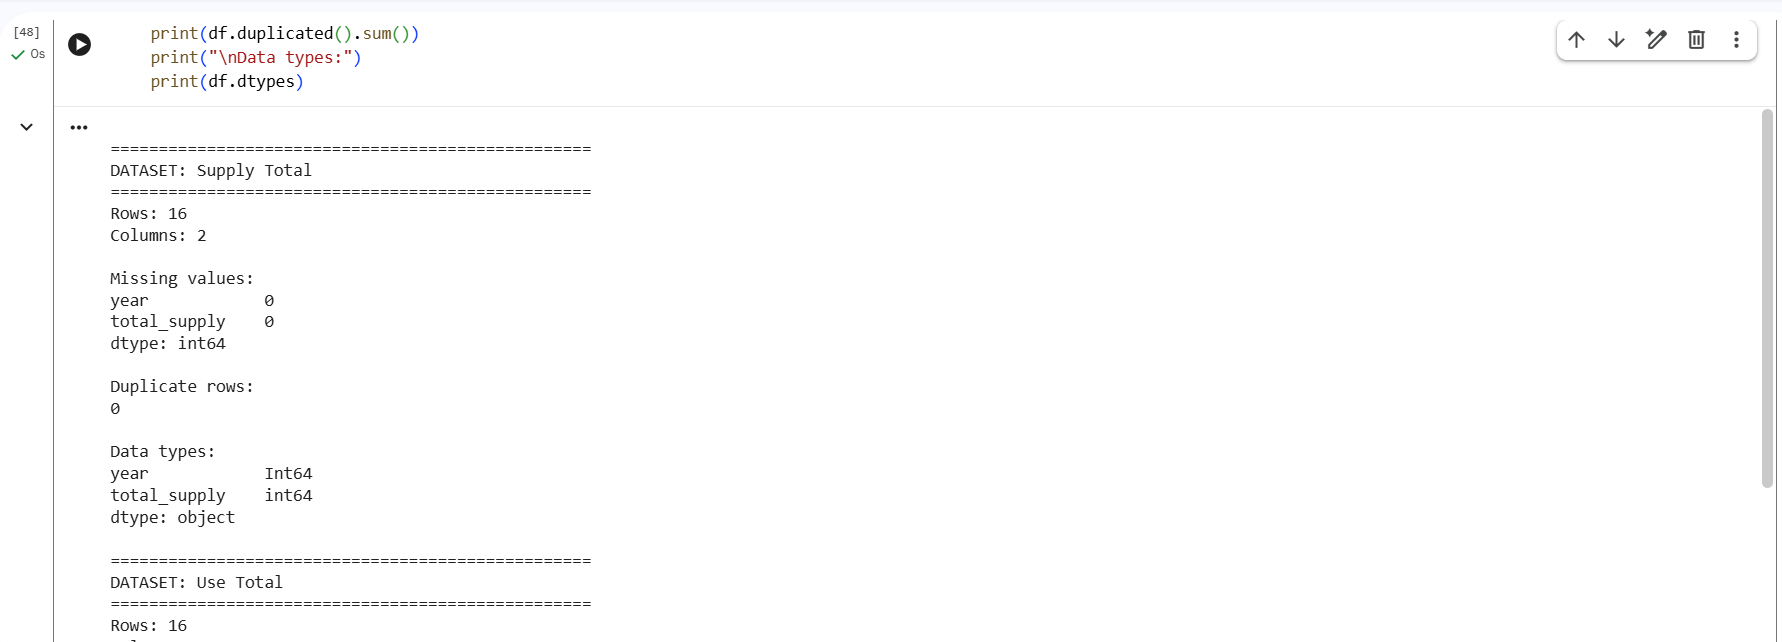 [48]
0s
print(df.duplicated().sum())
print("\nData types:")
print(df.dtypes)
==================================================
DATASET: Supply Total
==================================================
Rows: 16
Columns: 2
Missing values:
year            0
total_supply    0
dtype: int64
Duplicate rows:
0
Data types:
year            Int64
total_supply    int64
dtype: object
==================================================
DATASET: Use Total
==================================================
Rows: 16